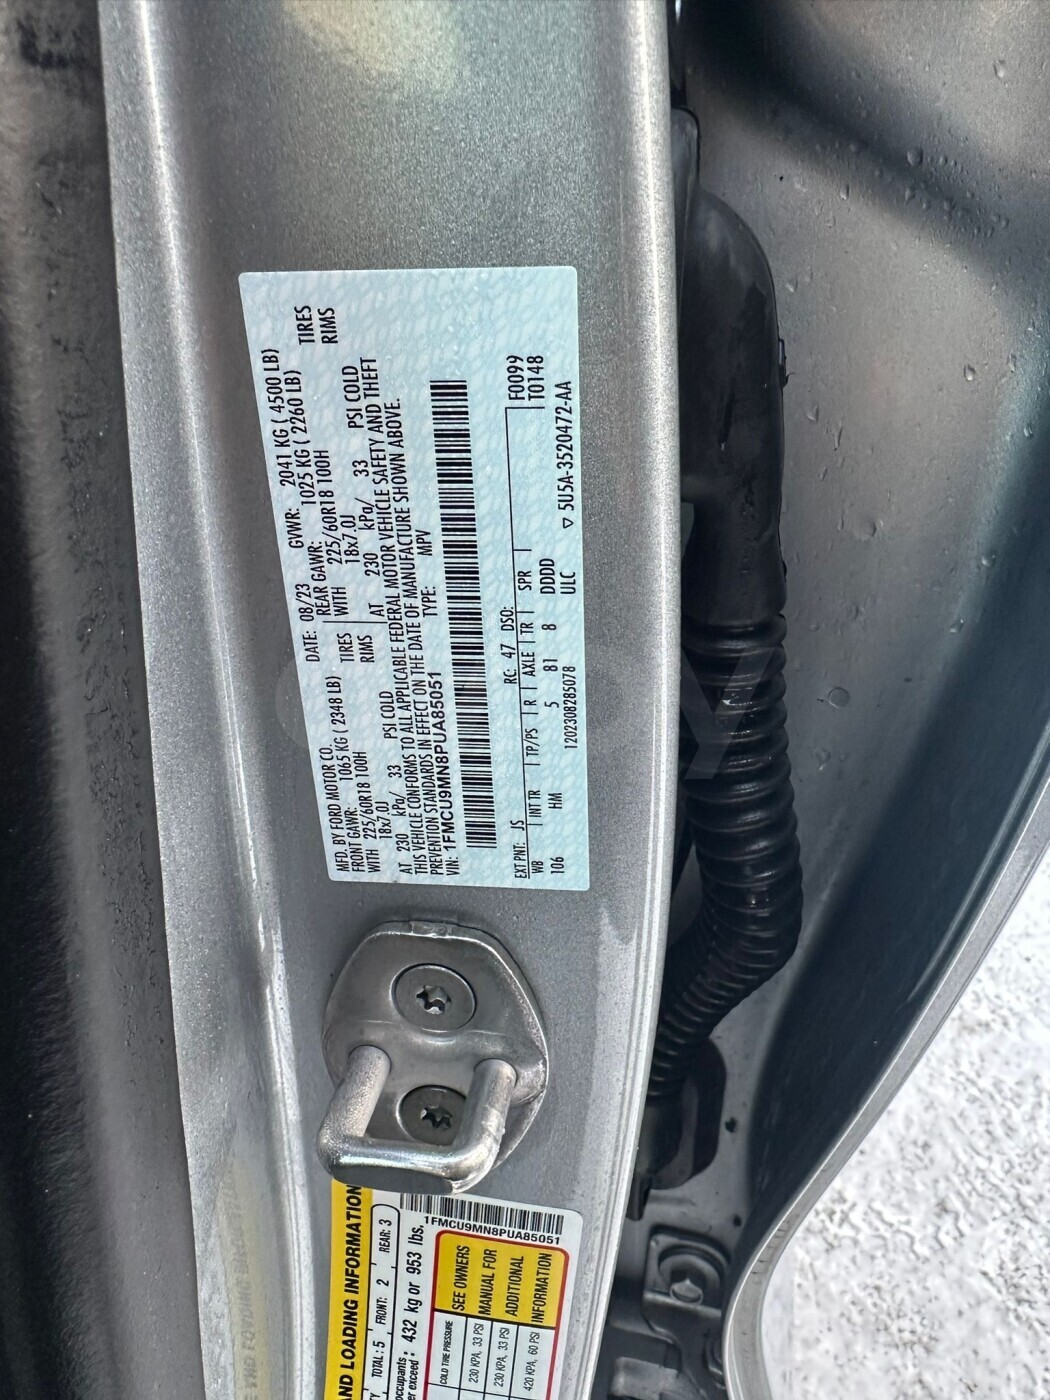 MFD. BY FORD MOTOR CO.
DATE: 08/23 GVWR: 2041 KG ( 4500 LB)
FRONT GAWR: 1065 KG ( 2348 LB) REAR GAWR: 1025 KG ( 2260 LB)
WITH 225/60R18 100H TIRES WITH 225/60R18 100H TIRES
18x7.0J RIMS 18x7.0J RIMS
AT 230 kPa/ 33 PSI COLD AT 230 kPa/ 33 PSI COLD
THIS VEHICLE CONFORMS TO ALL APPLICABLE FEDERAL MOTOR VEHICLE SAFETY AND THEFT
PREVENTION STANDARDS IN EFFECT ON THE DATE OF MANUFACTURE SHOWN ABOVE.
VIN: 1FMCU9MN8PUA85051 TYPE: MPV
EXT PNT: JS RC: 47 DSO: F0099
WB INT TR TP/PS R AXLE TR SPR T0148
106 HM 5 81 8 DDDD
120230828507B ULC ▽ 5U5A-3520472-AA
AND LOADING INFORMATION
TOTAL: 5 FRONT: 2 REAR: 3
occupants
er exceed : 432 kg or 953 lbs.
1FMCU9MN8PUA85051
COLD TIRE PRESSURE
230 KPA, 33 PSI
230 KPA, 33 PSI
420 KPA, 60 PSI
SEE OWNERS
MANUAL FOR
ADDITIONAL
INFORMATION